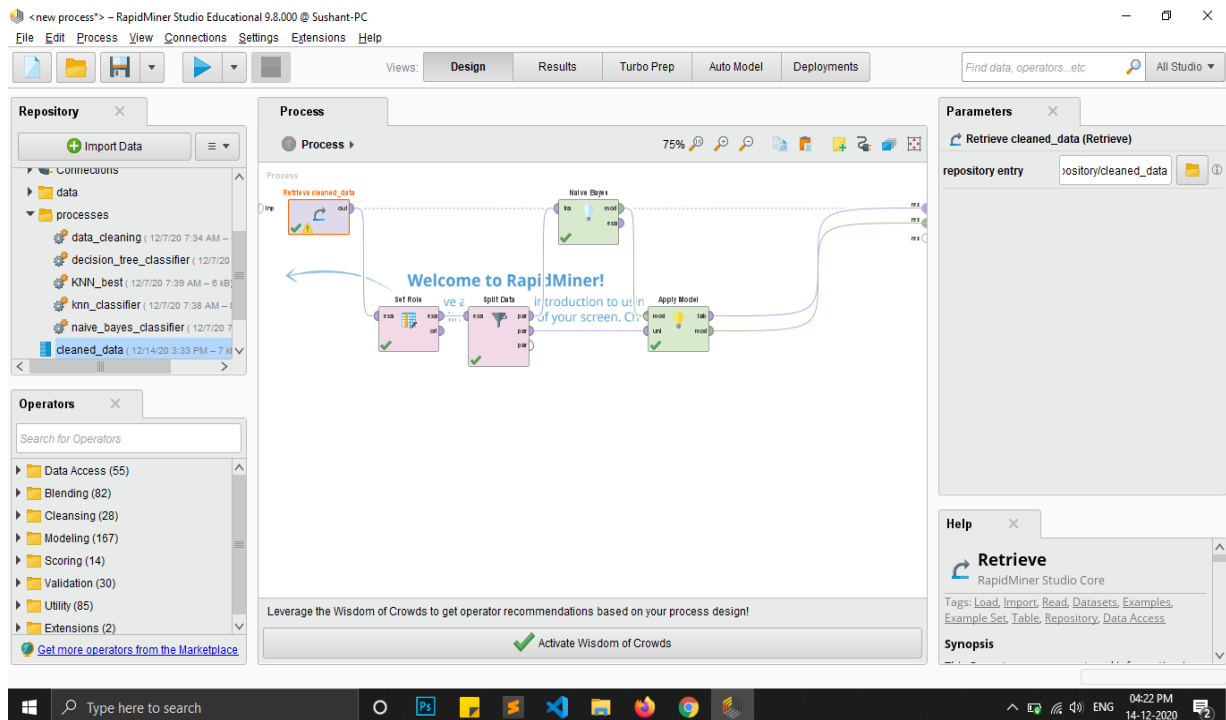 <new process*> – RapidMiner Studio Educational 9.8.000 @ Sushant-PC
File Edit Process View Connections Settings Extensions Help
Views: Design Results Turbo Prep Auto Model Deployments
Find data, operators...etc
All Studio
Repository
Import Data
Connections
data
processes
data_cleaning (12/7/20 7:34 AM –
decision_tree_classifier (12/7/20
KNN_best (12/7/20 7:39 AM – 6 kB)
knn_classifier (12/7/20 7:38 AM –
naive_bayes_classifier (12/7/20 7
cleaned_data (12/14/20 3:33 PM – 7 k
Operators
Search for Operators
Data Access (55)
Blending (82)
Cleansing (28)
Modeling (167)
Scoring (14)
Validation (30)
Utility (85)
Extensions (2)
Get more operators from the Marketplace
Process
Process
75%
Process
inp
Retrieve cleaned_data
out
Naive Bayes
tra
mod
exa
res
res
res
Welcome to RapidMiner!
ve a
introduction to usin
of your screen. Ch
Set Role
exa
exa
ori
Split Data
exa
par
par
par
Apply Model
mod
lab
unl
mod
Leverage the Wisdom of Crowds to get operator recommendations based on your process design!
Activate Wisdom of Crowds
Parameters
Retrieve cleaned_data (Retrieve)
repository entry
ository/cleaned_data
Help
Retrieve
RapidMiner Studio Core
Tags: Load, Import, Read, Datasets, Examples,
Example Set, Table, Repository, Data Access
Synopsis
Type here to search
Ps
ENG
04:22 PM
14-12-2020
2